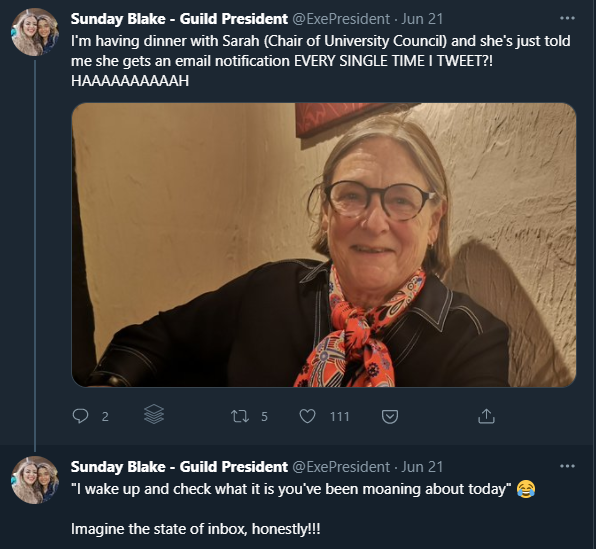 Sunday Blake - Guild President @ExePresident · Jun 21
I'm having dinner with Sarah (Chair of University Council) and she's just told
me she gets an email notification EVERY SINGLE TIME I TWEET?!
HAAAAAAAAAAH
2 5 111
Sunday Blake - Guild President @ExePresident · Jun 21
"I wake up and check what it is you've been moaning about today" 😂
Imagine the state of inbox, honestly!!!